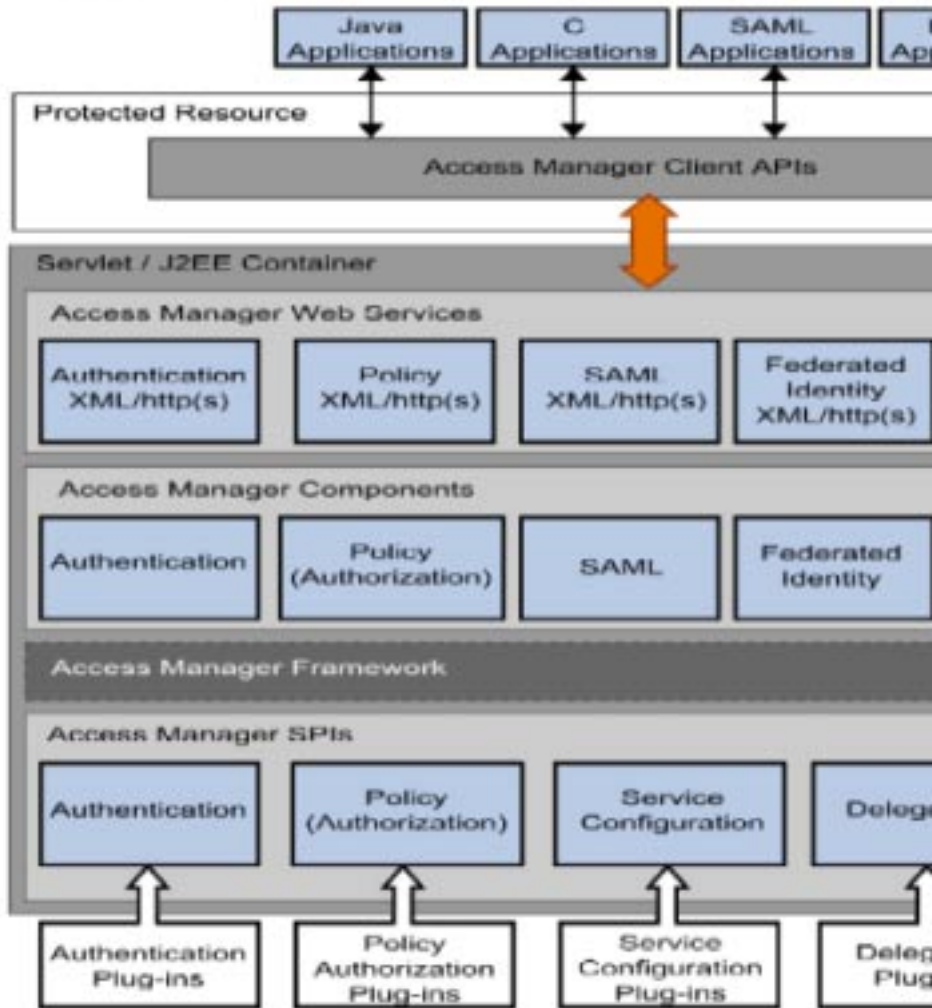 Java
Applications
C
Applications
SAML
Applications
Protected Resource
Access Manager Client APIs
Servlet / J2EE Container
Access Manager Web Services
Authentication
XML/http(s)
Policy
XML/http(s)
SAML
XML/http(s)
Federated
Identity
XML/http(s)
Access Manager Components
Authentication
Policy
(Authorization)
SAML
Federated
Identity
Access Manager Framework
Access Manager SPIs
Authentication
Policy
(Authorization)
Service
Configuration
Authentication
Plug-ins
Policy
Authorization
Plug-ins
Service
Configuration
Plug-ins